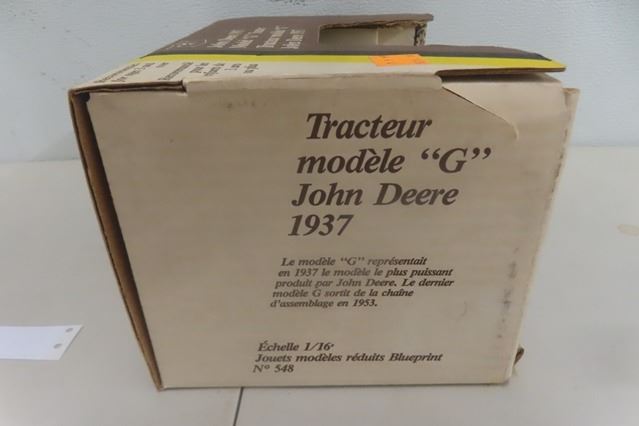 Tracteur
modèle “G”
John Deere
1937
Le modèle “G” représentait
en 1937 le modèle le plus puissant
produit par John Deere. Le dernier
modèle G sortit de la chaîne
d’assemblage en 1953.
Échelle 1/16e
Jouets modèles réduits Blueprint
Nº 548